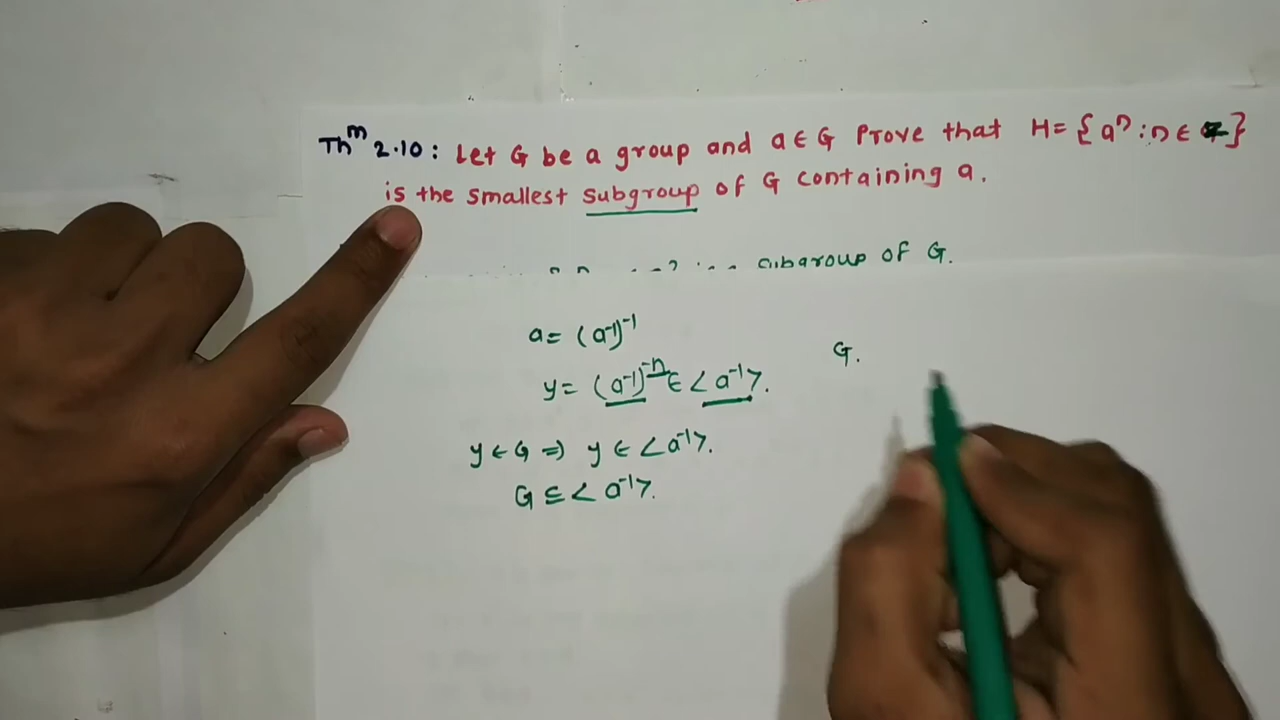 Thᵐ 2.10: Let G be a group and a ∈ G Prove that H = { aⁿ : n ∈ ℤ }
is the smallest subgroup of G containing a.
subgroup of G.
a = (a⁻¹)⁻¹
G.
y = (a⁻¹)⁻ⁿ ∈ < a⁻¹ >.
y ∈ G ⇒ y ∈ < a⁻¹ >.
G ⊆ < a⁻¹ >.